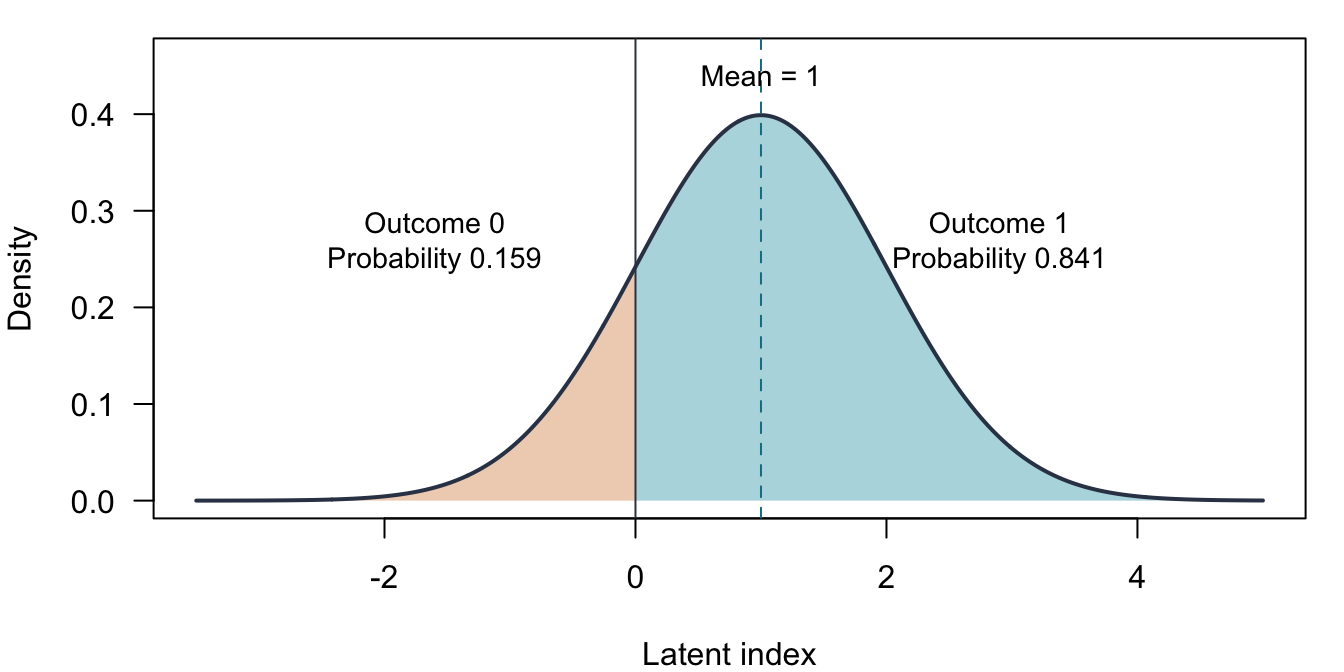 Mean = 1
Outcome 0
Probability 0.159
Outcome 1
Probability 0.841
Density
0.4
0.3
0.2
0.1
0.0
-2
0
2
4
Latent index